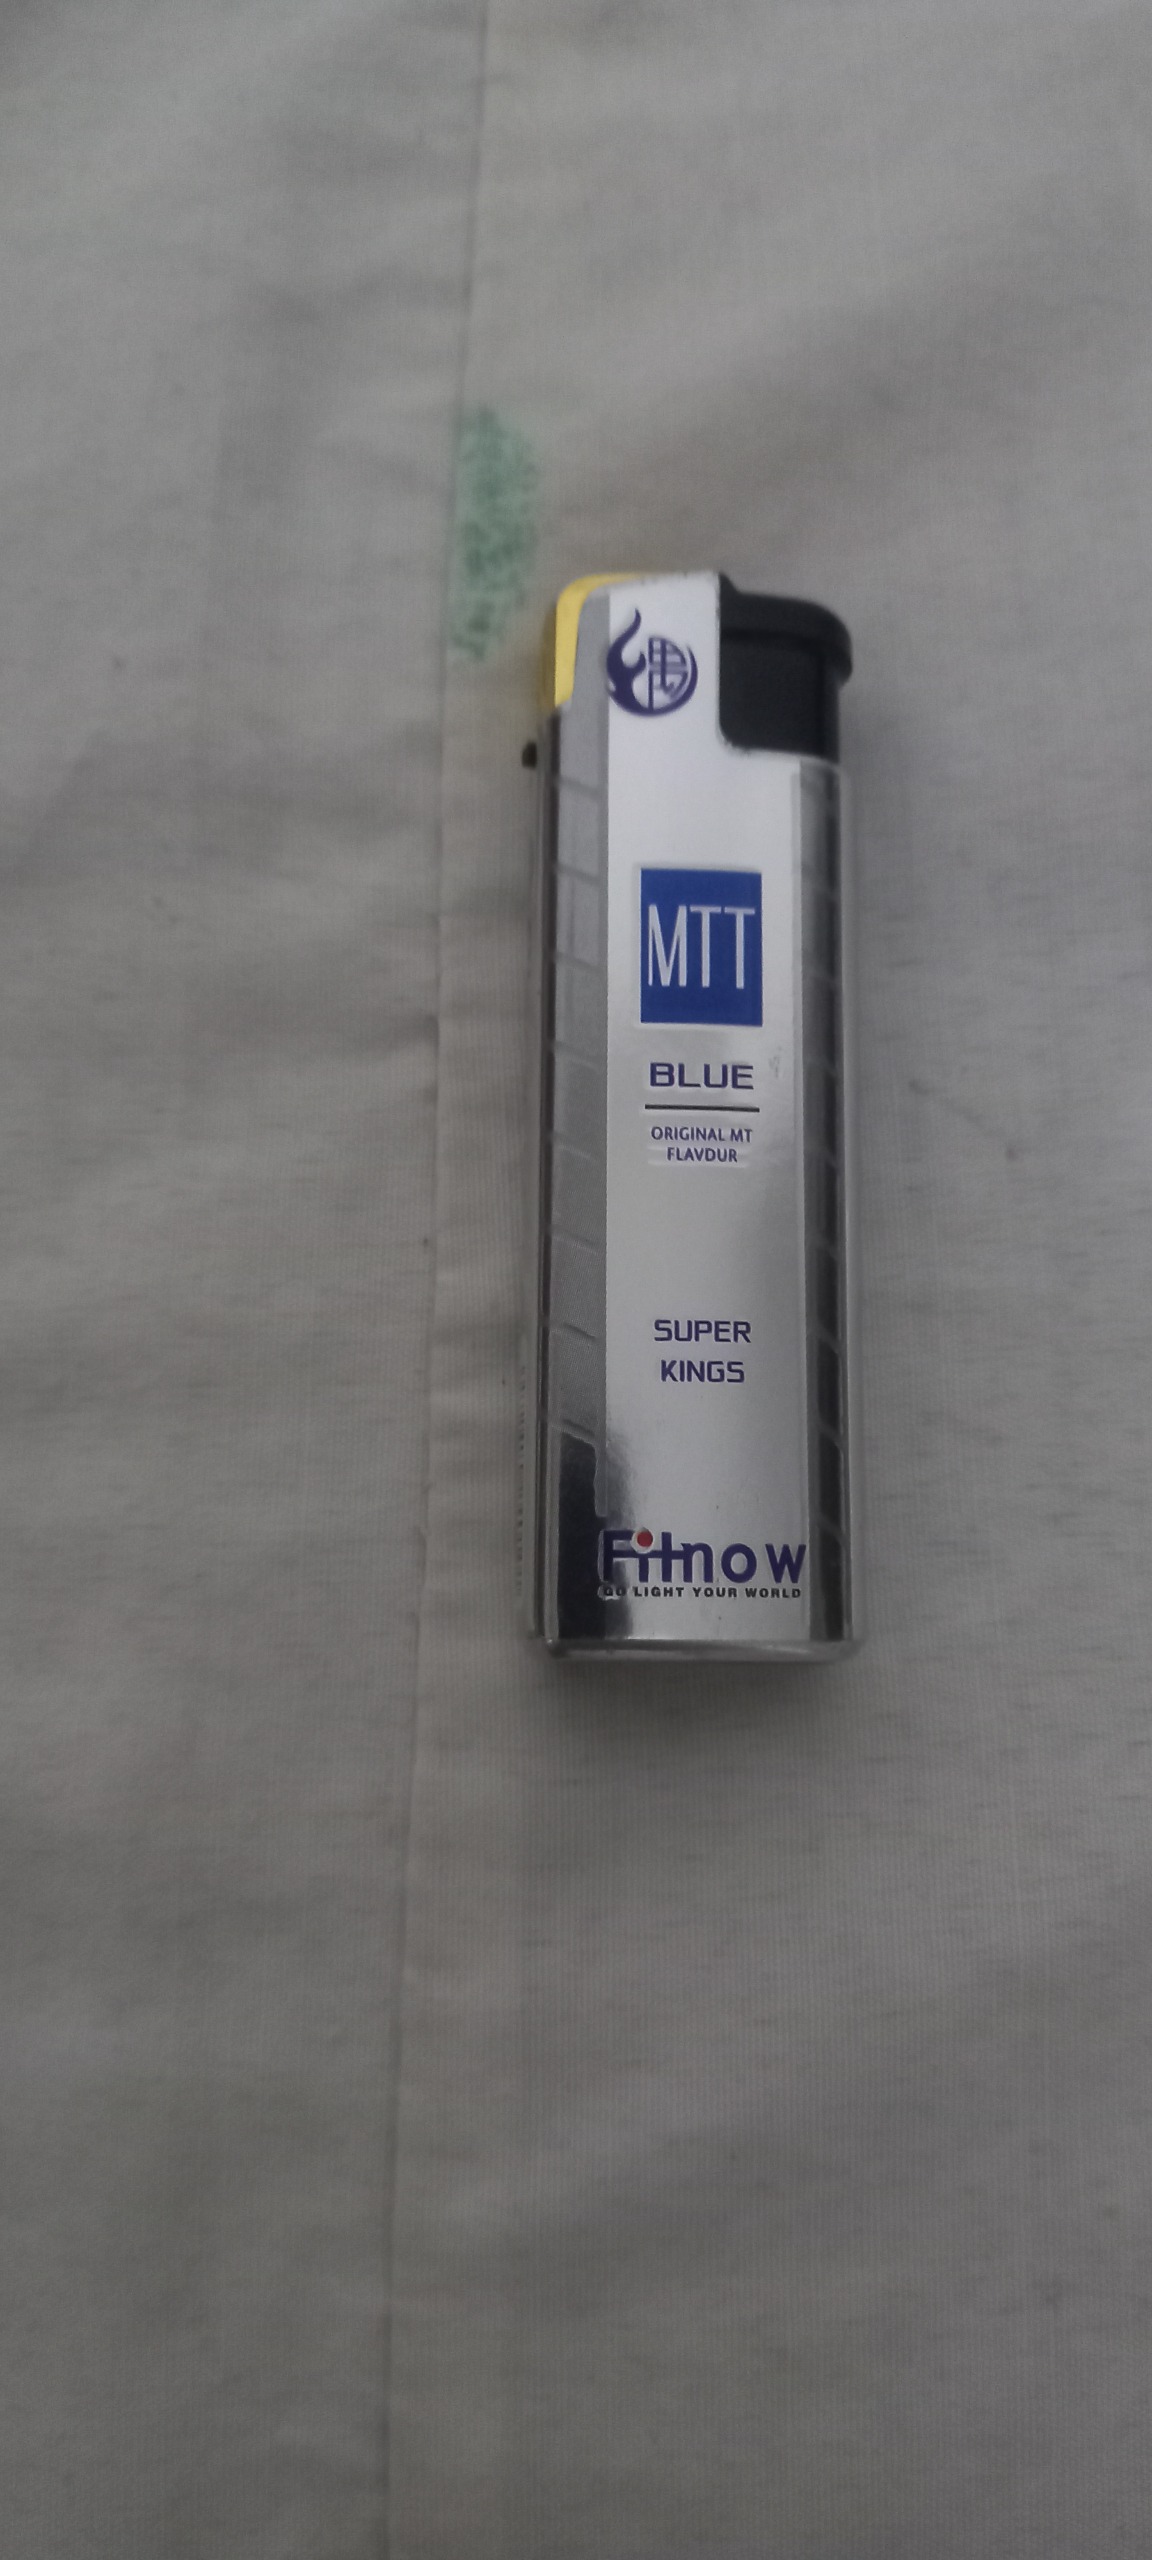 MTT
BLUE
ORIGINAL MT
FLAVDUR
SUPER
KINGS
Fitnow
GO LIGHT YOUR WORLD